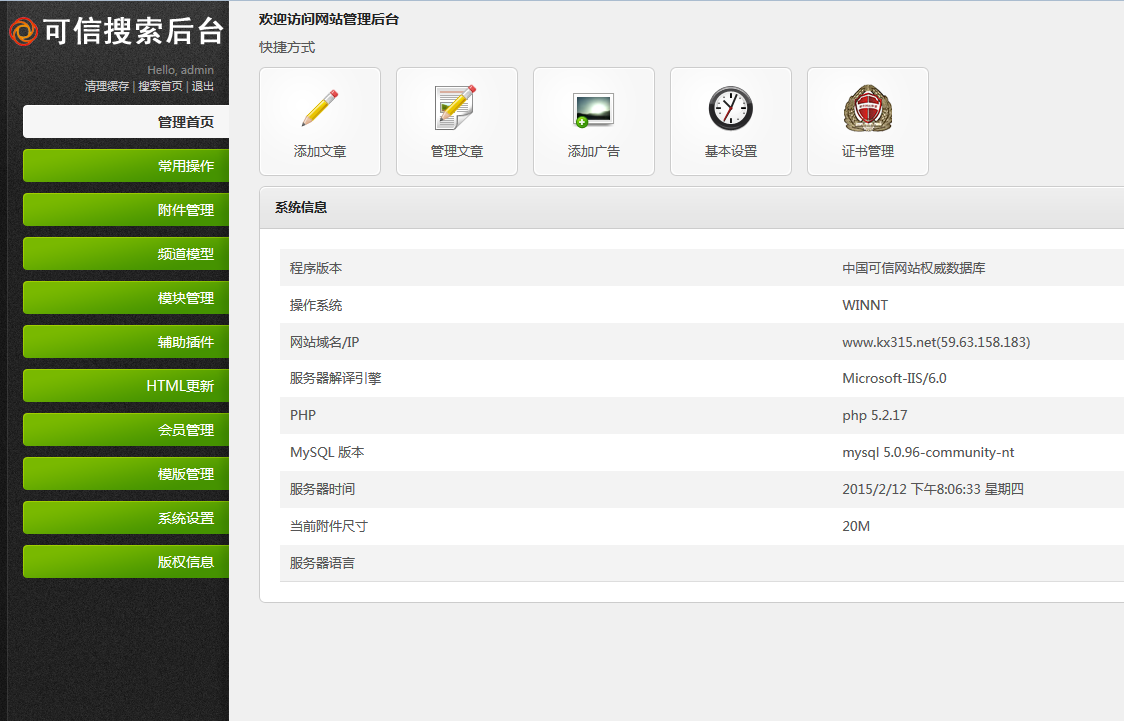 可信搜索后台
Hello, admin
清理缓存 | 搜索首页 | 退出
管理首页
常用操作
附件管理
频道模型
模块管理
辅助插件
HTML更新
会员管理
模版管理
系统设置
版权信息
欢迎访问网站管理后台
快捷方式
添加文章
管理文章
添加广告
基本设置
证书管理
系统信息
程序版本 中国可信网站权威数据库
操作系统 WINNT
网站域名/IP www.kx315.net(59.63.158.183)
服务器解译引擎 Microsoft-IIS/6.0
PHP php 5.2.17
MySQL 版本 mysql 5.0.96-community-nt
服务器时间 2015/2/12 下午8:06:33 星期四
当前附件尺寸 20M
服务器语言